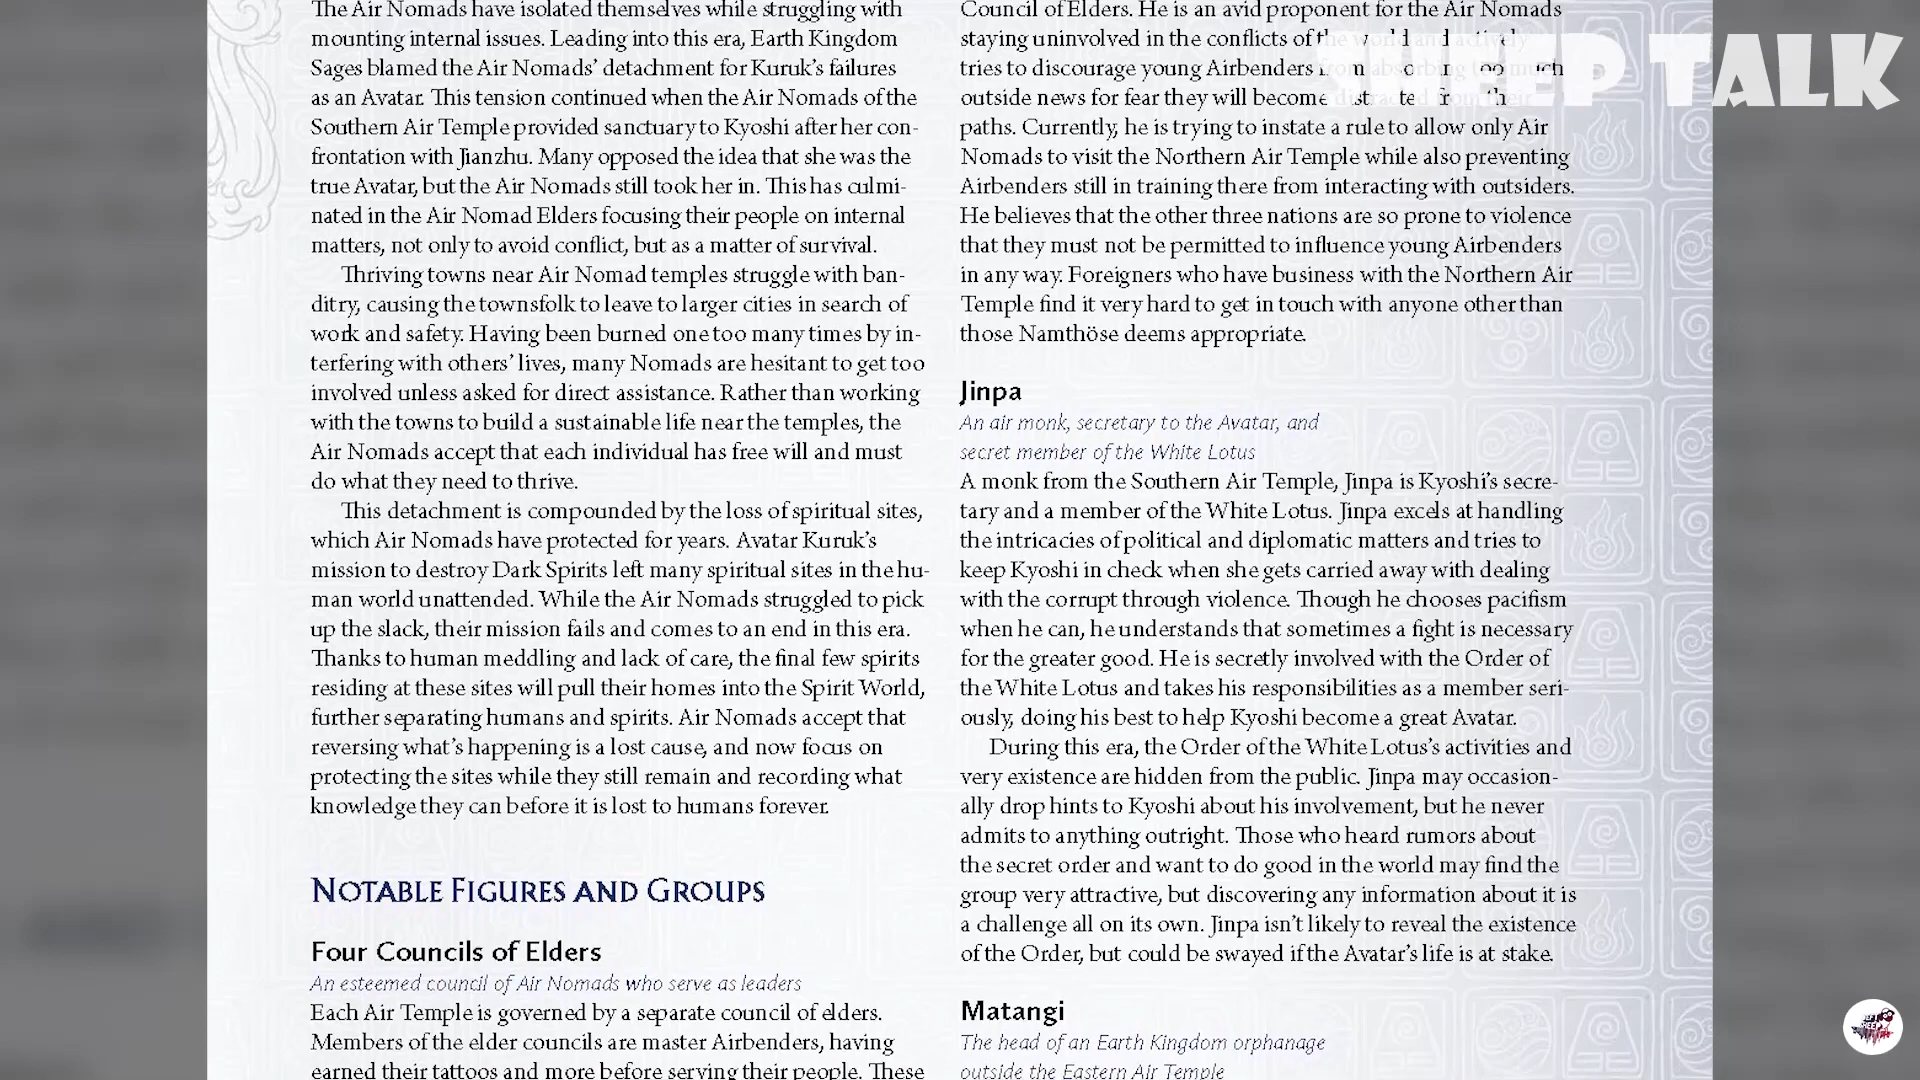 The Air Nomads have isolated themselves while struggling with
mounting internal issues. Leading into this era, Earth Kingdom
Sages blamed the Air Nomads’ detachment for Kuruk’s failures
as an Avatar. This tension continued when the Air Nomads of the
Southern Air Temple provided sanctuary to Kyoshi after her con-
frontation with Jianzhu. Many opposed the idea that she was the
true Avatar, but the Air Nomads still took her in. This has culmi-
nated in the Air Nomad Elders focusing their people on internal
matters, not only to avoid conflict, but as a matter of survival.
Thriving towns near Air Nomad temples struggle with ban-
ditry, causing the townsfolk to leave to larger cities in search of
work and safety. Having been burned one too many times by in-
terfering with others’ lives, many Nomads are hesitant to get too
involved unless asked for direct assistance. Rather than working
with the towns to build a sustainable life near the temples, the
Air Nomads accept that each individual has free will and must
do what they need to thrive.
This detachment is compounded by the loss of spiritual sites,
which Air Nomads have protected for years. Avatar Kuruk’s
mission to destroy Dark Spirits left many spiritual sites in the hu-
man world unattended. While the Air Nomads struggled to pick
up the slack, their mission fails and comes to an end in this era.
Thanks to human meddling and lack of care, the final few spirits
residing at these sites will pull their homes into the Spirit World,
further separating humans and spirits. Air Nomads accept that
reversing what’s happening is a lost cause, and now focus on
protecting the sites while they still remain and recording what
knowledge they can before it is lost to humans forever.
NOTABLE FIGURES AND GROUPS
Four Councils of Elders
An esteemed council of Air Nomads who serve as leaders
Each Air Temple is governed by a separate council of elders.
Members of the elder councils are master Airbenders, having
earned their tattoos and more before serving their people. These
Council of Elders. He is an avid proponent for the Air Nomads
staying uninvolved in the conflicts of the world and actively
tries to discourage young Airbenders from absorbing too much
outside news for fear they will become distracted from their
paths. Currently, he is trying to instate a rule to allow only Air
Nomads to visit the Northern Air Temple while also preventing
Airbenders still in training there from interacting with outsiders.
He believes that the other three nations are so prone to violence
that they must not be permitted to influence young Airbenders
in any way. Foreigners who have business with the Northern Air
Temple find it very hard to get in touch with anyone other than
those Namthöse deems appropriate.
Jinpa
An air monk, secretary to the Avatar, and
secret member of the White Lotus
A monk from the Southern Air Temple, Jinpa is Kyoshi’s secre-
tary and a member of the White Lotus. Jinpa excels at handling
the intricacies of political and diplomatic matters and tries to
keep Kyoshi in check when she gets carried away with dealing
with the corrupt through violence. Though he chooses pacifism
when he can, he understands that sometimes a fight is necessary
for the greater good. He is secretly involved with the Order of
the White Lotus and takes his responsibilities as a member seri-
ously, doing his best to help Kyoshi become a great Avatar.
During this era, the Order of the White Lotus’s activities and
very existence are hidden from the public. Jinpa may occasion-
ally drop hints to Kyoshi about his involvement, but he never
admits to anything outright. Those who heard rumors about
the secret order and want to do good in the world may find the
group very attractive, but discovering any information about it is
a challenge all on its own. Jinpa isn’t likely to reveal the existence
of the Order, but could be swayed if the Avatar’s life is at stake.
Matangi
The head of an Earth Kingdom orphanage
outside the Eastern Air Temple
TALK